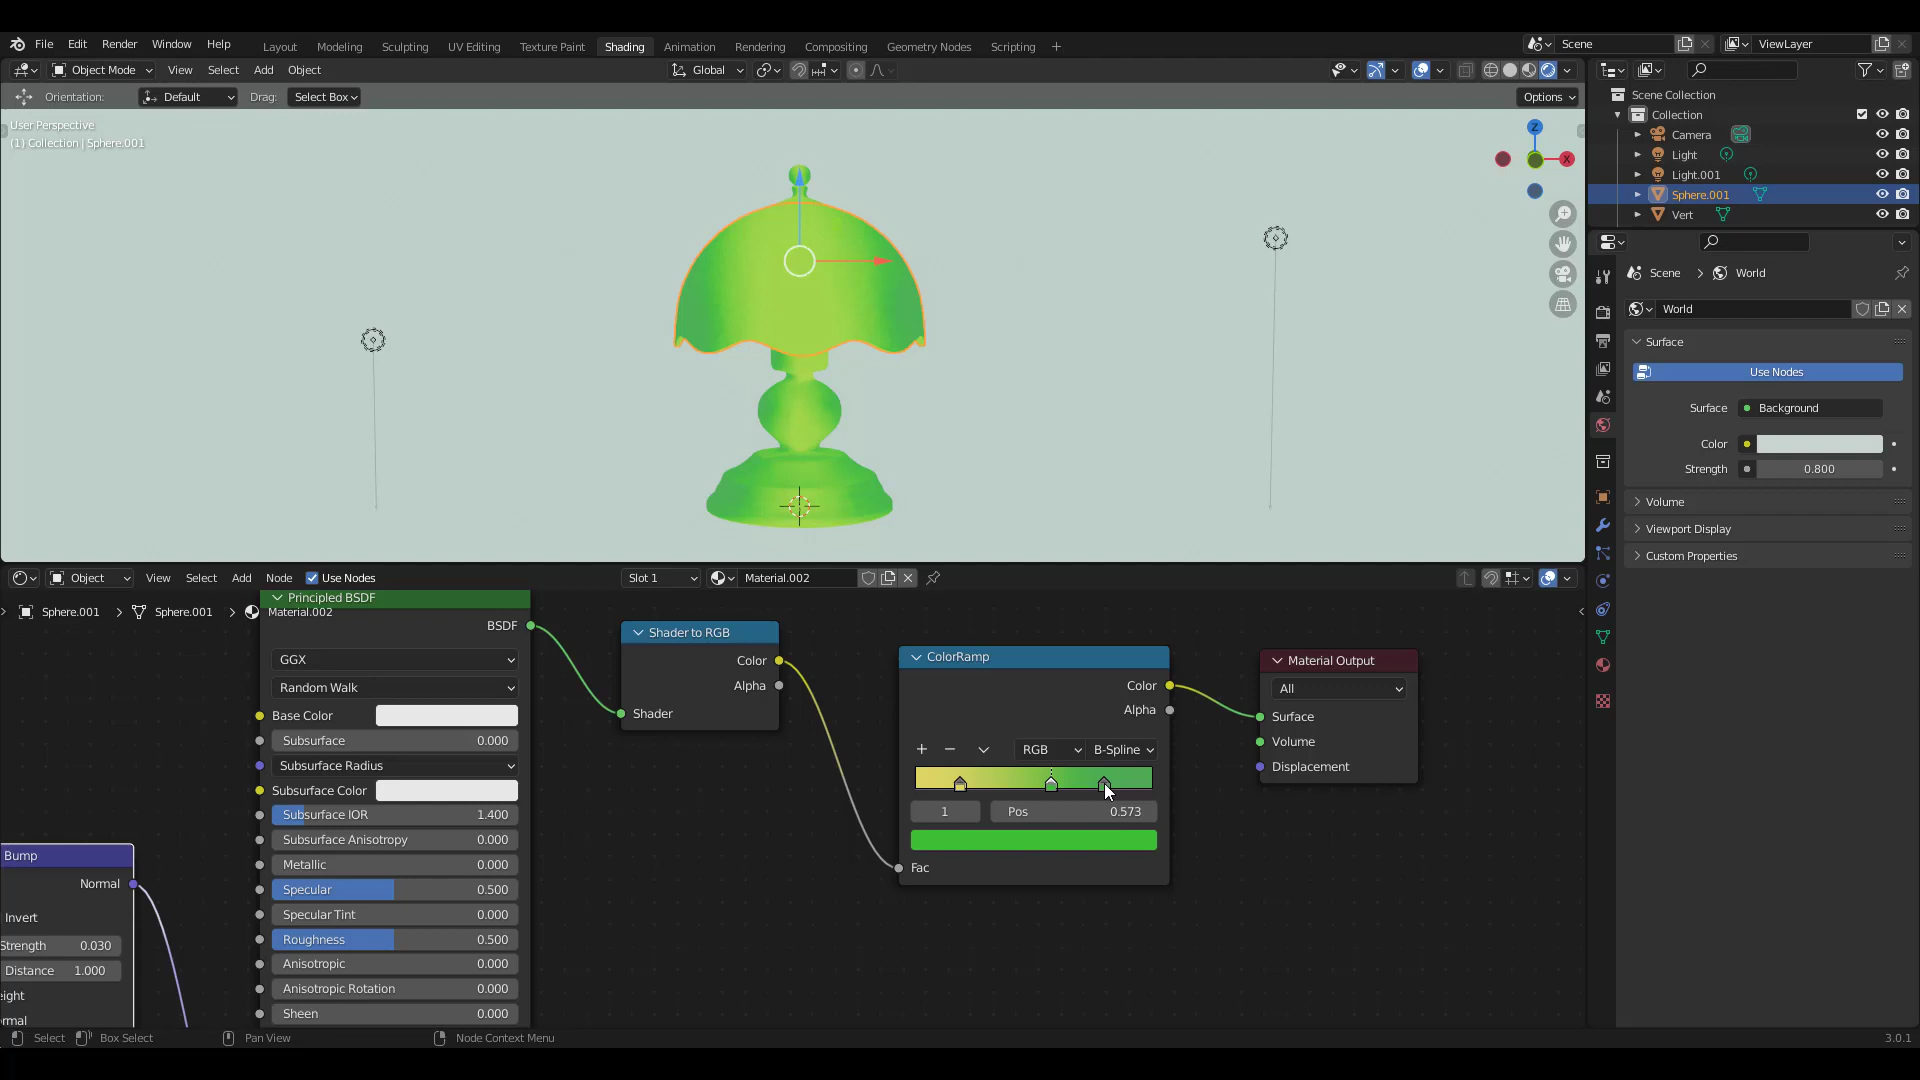 File Edit Render Window Help
Layout Modeling Sculpting UV Editing Texture Paint Shading Animation Rendering Compositing Geometry Nodes Scripting +
Scene
ViewLayer
Object Mode View Select Add Object
Global
Orientation: Default Drag: Select Box
Options
User Perspective
(1) Collection | Sphere.001
Z
X
Scene Collection
Collection
Camera
Light
Light.001
Sphere.001
Vert
Scene > World
World
Surface
Use Nodes
Surface Background
Color
Strength 0.800
Volume
Viewport Display
Custom Properties
Object View Select Add Node Use Nodes
Slot 1
Material.002
Sphere.001 > Sphere.001 > Material.002
Principled BSDF
BSDF
GGX
Random Walk
Base Color
Subsurface 0.000
Subsurface Radius
Subsurface Color
Subsurface IOR 1.400
Subsurface Anisotropy 0.000
Metallic 0.000
Specular 0.500
Specular Tint 0.000
Roughness 0.500
Anisotropic 0.000
Anisotropic Rotation 0.000
Sheen 0.000
Bump
Normal
Invert
Strength 0.030
Distance 1.000
eight
rmal
Shader to RGB
Color
Alpha
Shader
ColorRamp
Color
Alpha
+ − RGB B-Spline
1 Pos 0.573
Fac
Material Output
All
Surface
Volume
Displacement
Select Box Select Pan View Node Context Menu
3.0.1